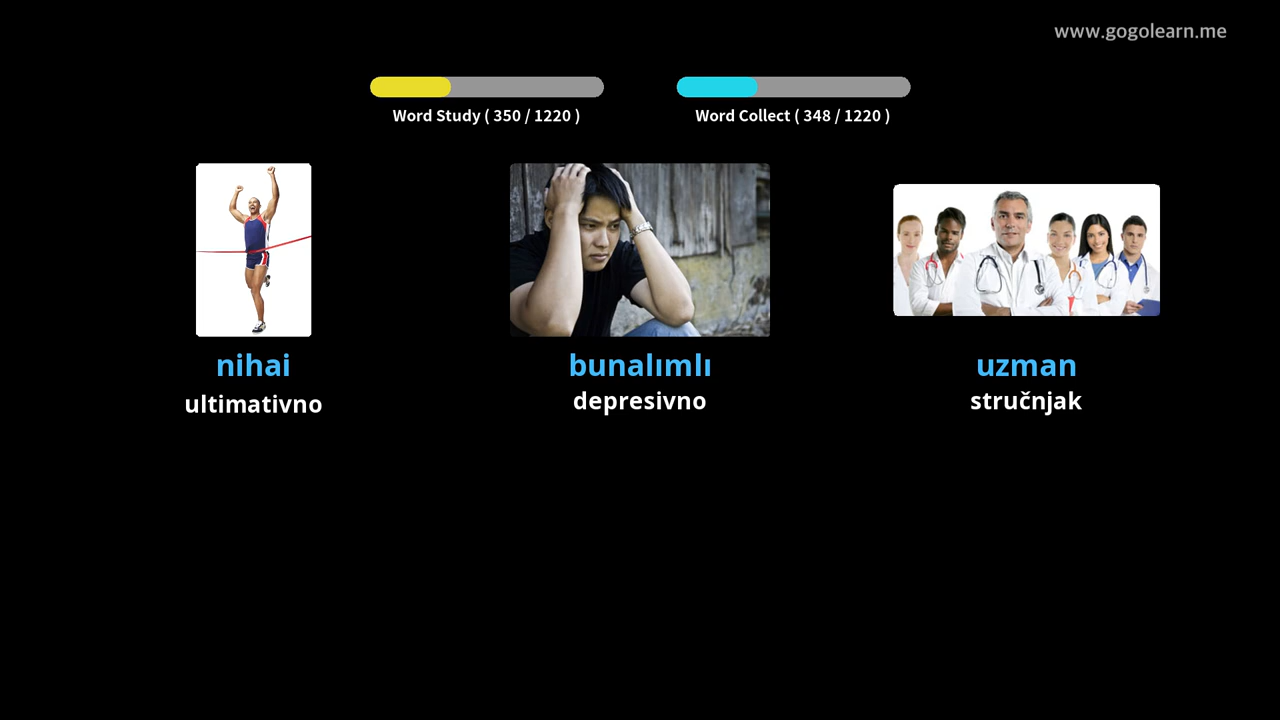 www.gogolearn.me
Word Study ( 350 / 1220 )
Word Collect ( 348 / 1220 )
nihai
bunalımlı
uzman
ultimativno
depresivno
stručnjak